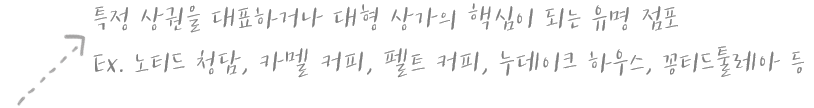 특정 상권을 대표하거나 대형 상가의 핵심이 되는 유명 점포
Ex. 노티드 청담, 카멜 커피, 펠트 커피, 누데이크 하우스, 꽁티드툴레아 등